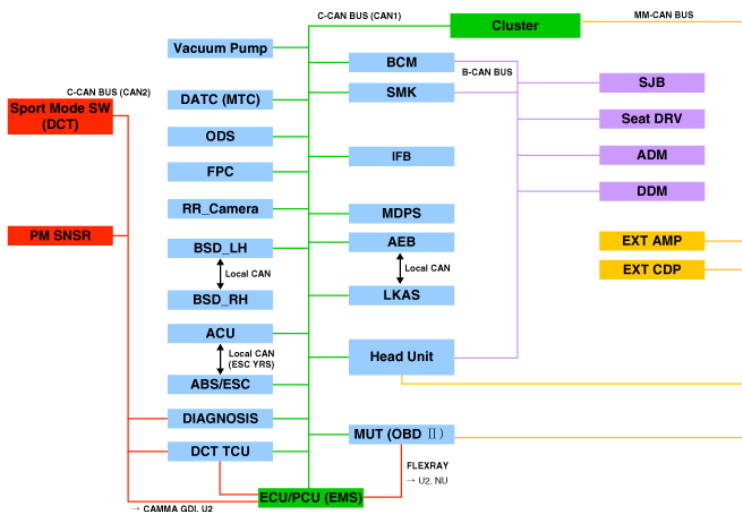 C-CAN BUS (CAN1)
MM-CAN BUS
Cluster
Vacuum Pump
BCM
B-CAN BUS
SJB
C-CAN BUS (CAN2)
Sport Mode SW
(DCT)
DATC (MTC)
SMK
Seat DRV
ODS
IFB
ADM
FPC
DDM
RR_Camera
MDPS
PM SNSR
BSD_LH
AEB
EXT AMP
Local CAN
Local CAN
EXT CDP
BSD_RH
LKAS
ACU
Local CAN
(ESC YRS)
Head Unit
ABS/ESC
DIAGNOSIS
MUT (OBD Ⅱ)
DCT TCU
FLEXRAY
→ U2, NU
ECU/PCU (EMS)
→ CAMMA GDI, U2